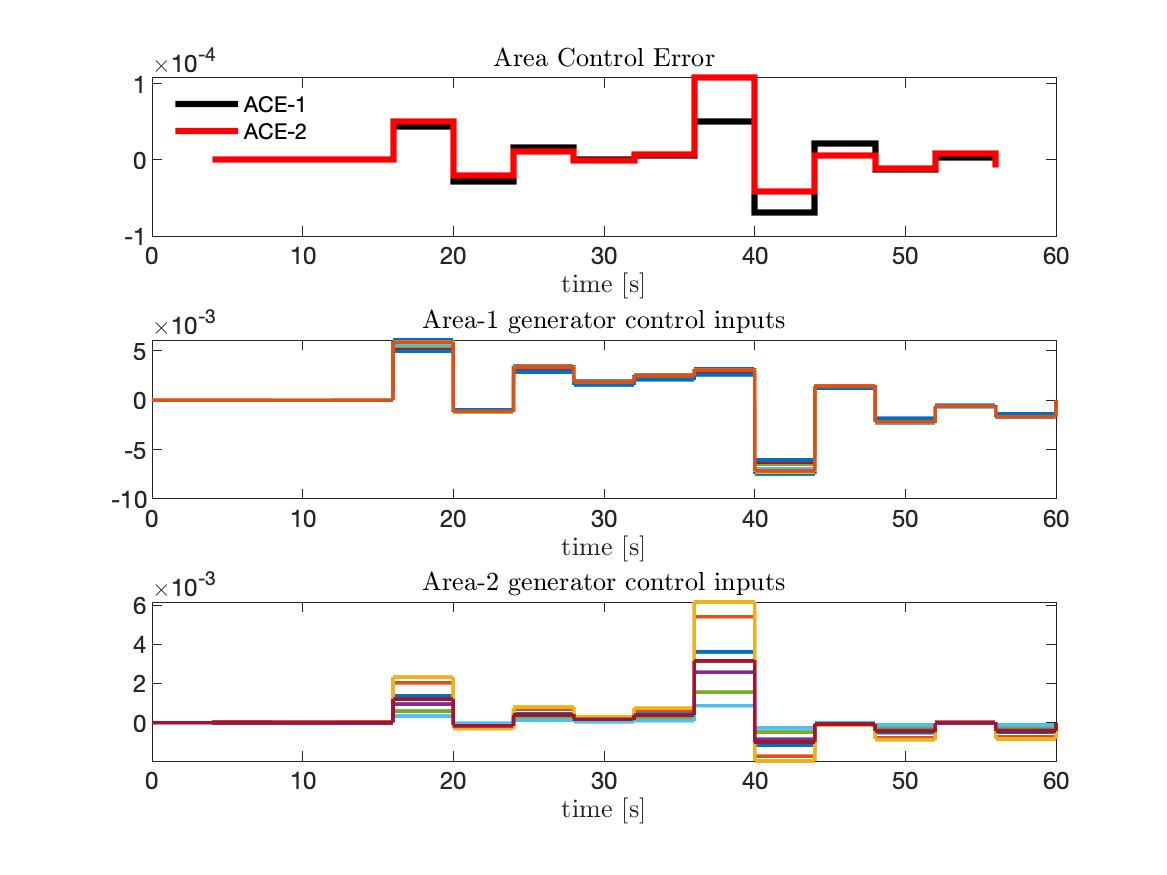 Area Control Error
×10-4
1
0
-1
ACE-1
ACE-2
0 10 20 30 40 50 60
time [s]
Area-1 generator control inputs
×10-3
5
0
-5
-10
0 10 20 30 40 50 60
time [s]
Area-2 generator control inputs
×10-3
6
4
2
0
0 10 20 30 40 50 60
time [s]